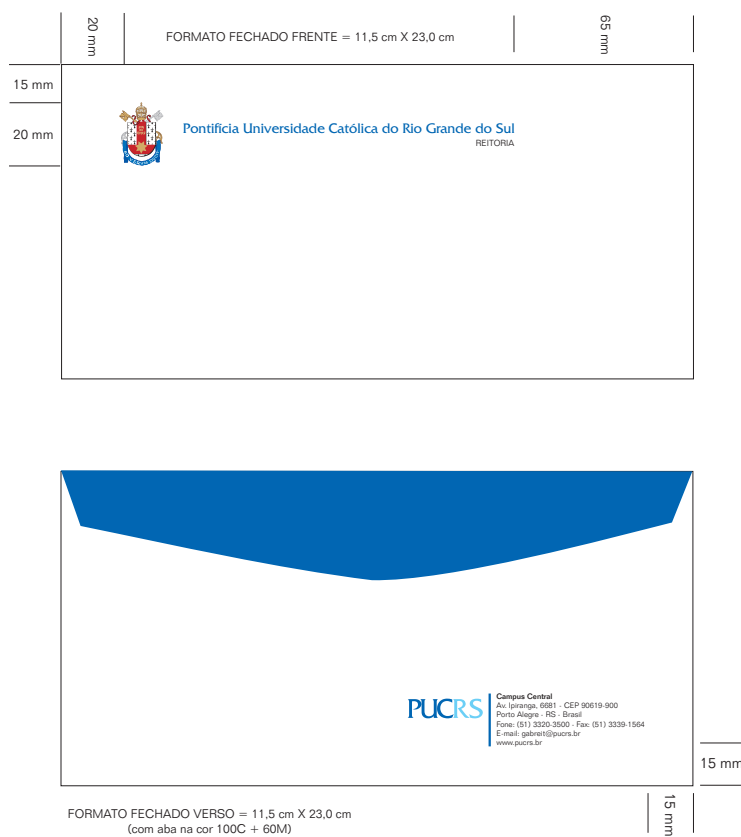 20 mm
FORMATO FECHADO FRENTE = 11,5 cm X 23,0 cm
65 mm
15 mm
20 mm
Pontifícia Universidade Católica do Rio Grande do Sul
REITORIA
PUCRS
Campus Central
Av. Ipiranga, 6681 - CEP 90619-900
Porto Alegre - RS - Brasil
Fone: (51) 3320-3500 - Fax: (51) 3339-1564
E-mail: gabreit@pucrs.br
www.pucrs.br
15 mm
15 mm
FORMATO FECHADO VERSO = 11,5 cm X 23,0 cm
(com aba na cor 100C + 60M)